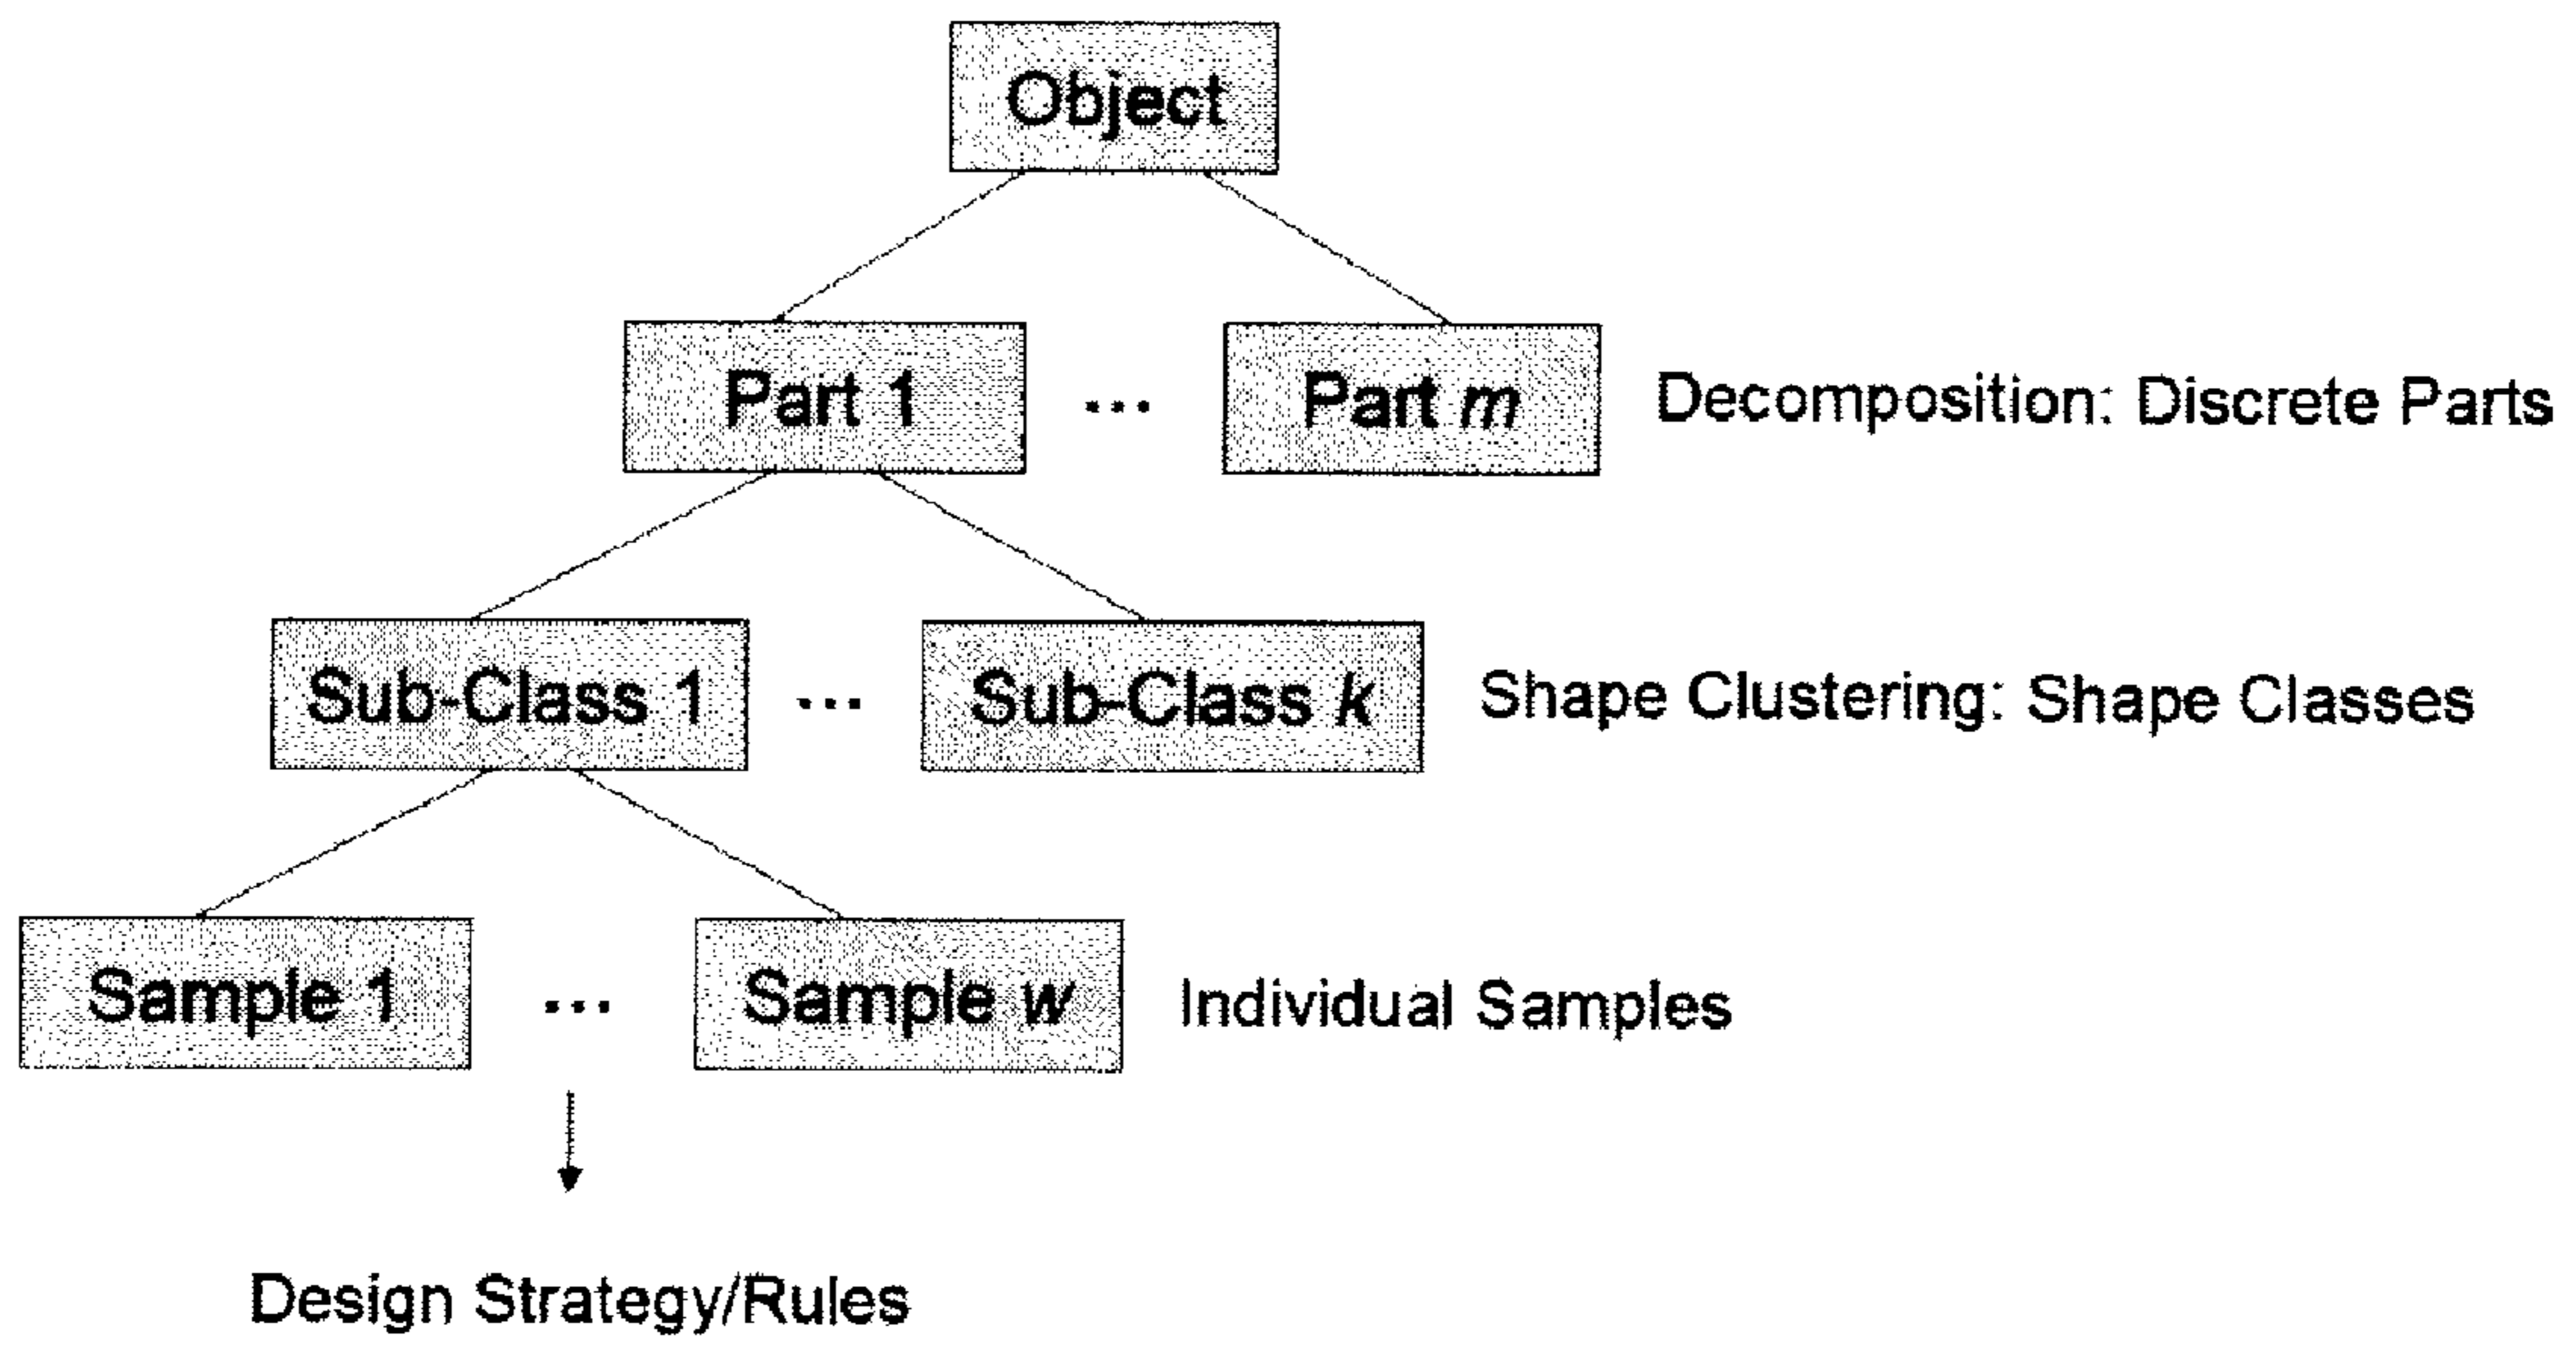 Object
Part 1 ... Part m Decomposition: Discrete Parts
Sub-Class 1 ... Sub-Class k Shape Clustering: Shape Classes
Sample 1 ... Sample w Individual Samples
Design Strategy/Rules